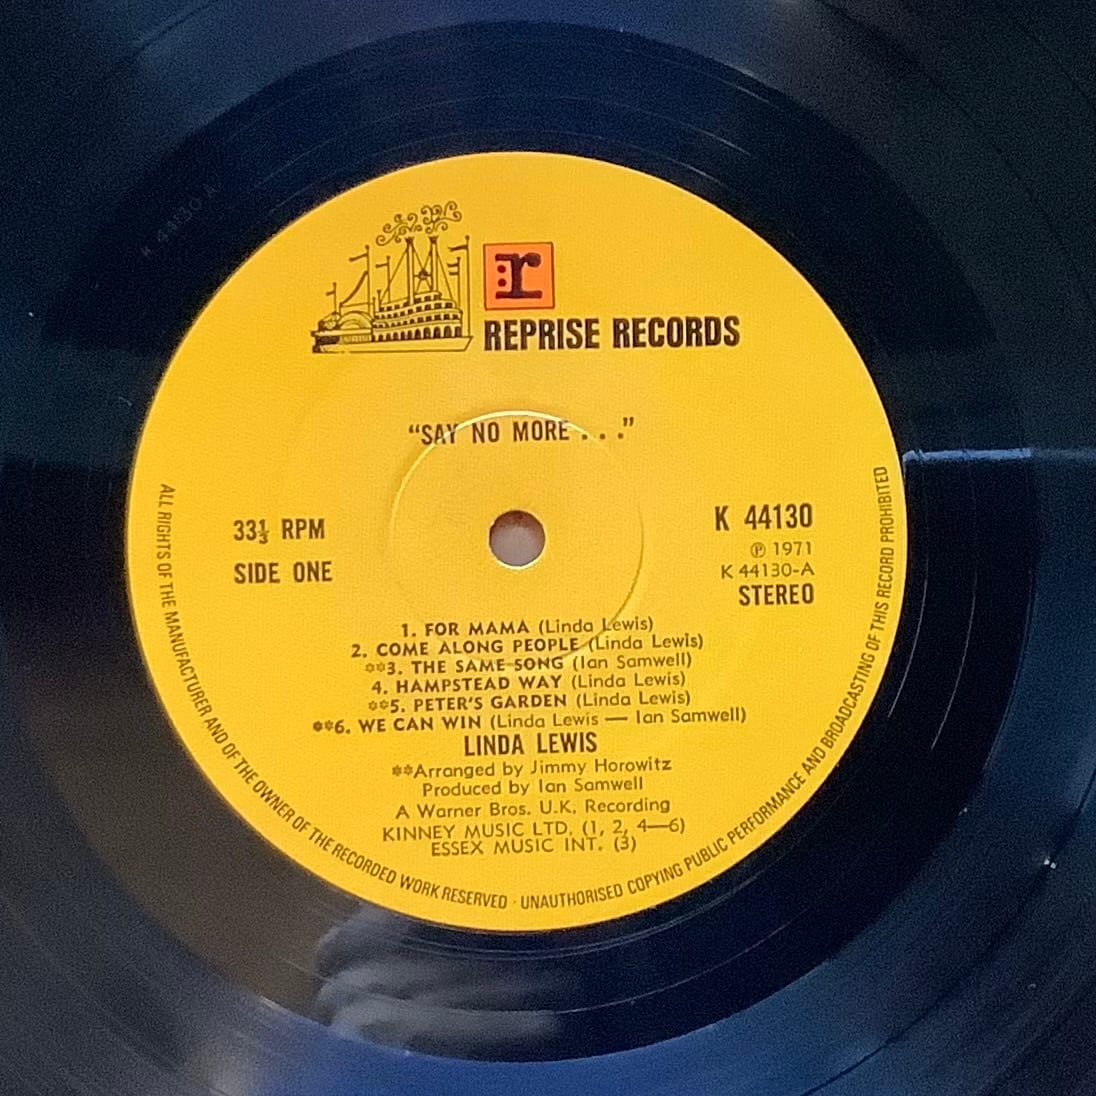 K 44130 A
r
REPRISE RECORDS
“SAY NO MORE . . .”
33⅓ RPM
SIDE ONE
K 44130
℗ 1971
K 44130-A
STEREO
1. FOR MAMA (Linda Lewis)
2. COME ALONG PEOPLE (Linda Lewis)
**3. THE SAME SONG (Ian Samwell)
4. HAMPSTEAD WAY (Linda Lewis)
**5. PETER'S GARDEN (Linda Lewis)
**6. WE CAN WIN (Linda Lewis — Ian Samwell)
LINDA LEWIS
**Arranged by Jimmy Horowitz
Produced by Ian Samwell
A Warner Bros. U.K. Recording
KINNEY MUSIC LTD. (1, 2, 4—6)
ESSEX MUSIC INT. (3)
ALL RIGHTS OF THE MANUFACTURER AND OF THE OWNER OF THE RECORDED WORK RESERVED · UNAUTHORISED COPYING PUBLIC PERFORMANCE AND BROADCASTING OF THIS RECORD PROHIBITED